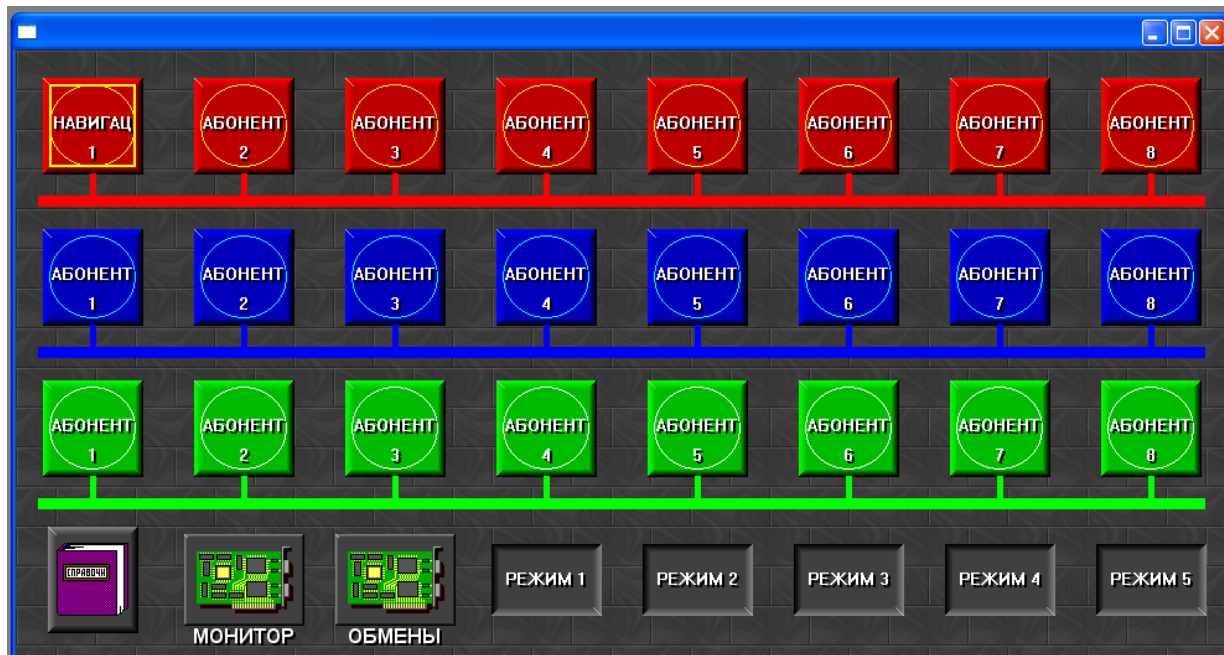 НАВИГАЦ АБОНЕНТ АБОНЕНТ АБОНЕНТ АБОНЕНТ АБОНЕНТ АБОНЕНТ АБОНЕНТ
1 2 3 4 5 6 7 8
АБОНЕНТ АБОНЕНТ АБОНЕНТ АБОНЕНТ АБОНЕНТ АБОНЕНТ АБОНЕНТ АБОНЕНТ
1 2 3 4 5 6 7 8
АБОНЕНТ АБОНЕНТ АБОНЕНТ АБОНЕНТ АБОНЕНТ АБОНЕНТ АБОНЕНТ АБОНЕНТ
1 2 3 4 5 6 7 8
СПРАВОЧН РЕЖИМ 1 РЕЖИМ 2 РЕЖИМ 3 РЕЖИМ 4 РЕЖИМ 5
МОНИТОР ОБМЕНЫ